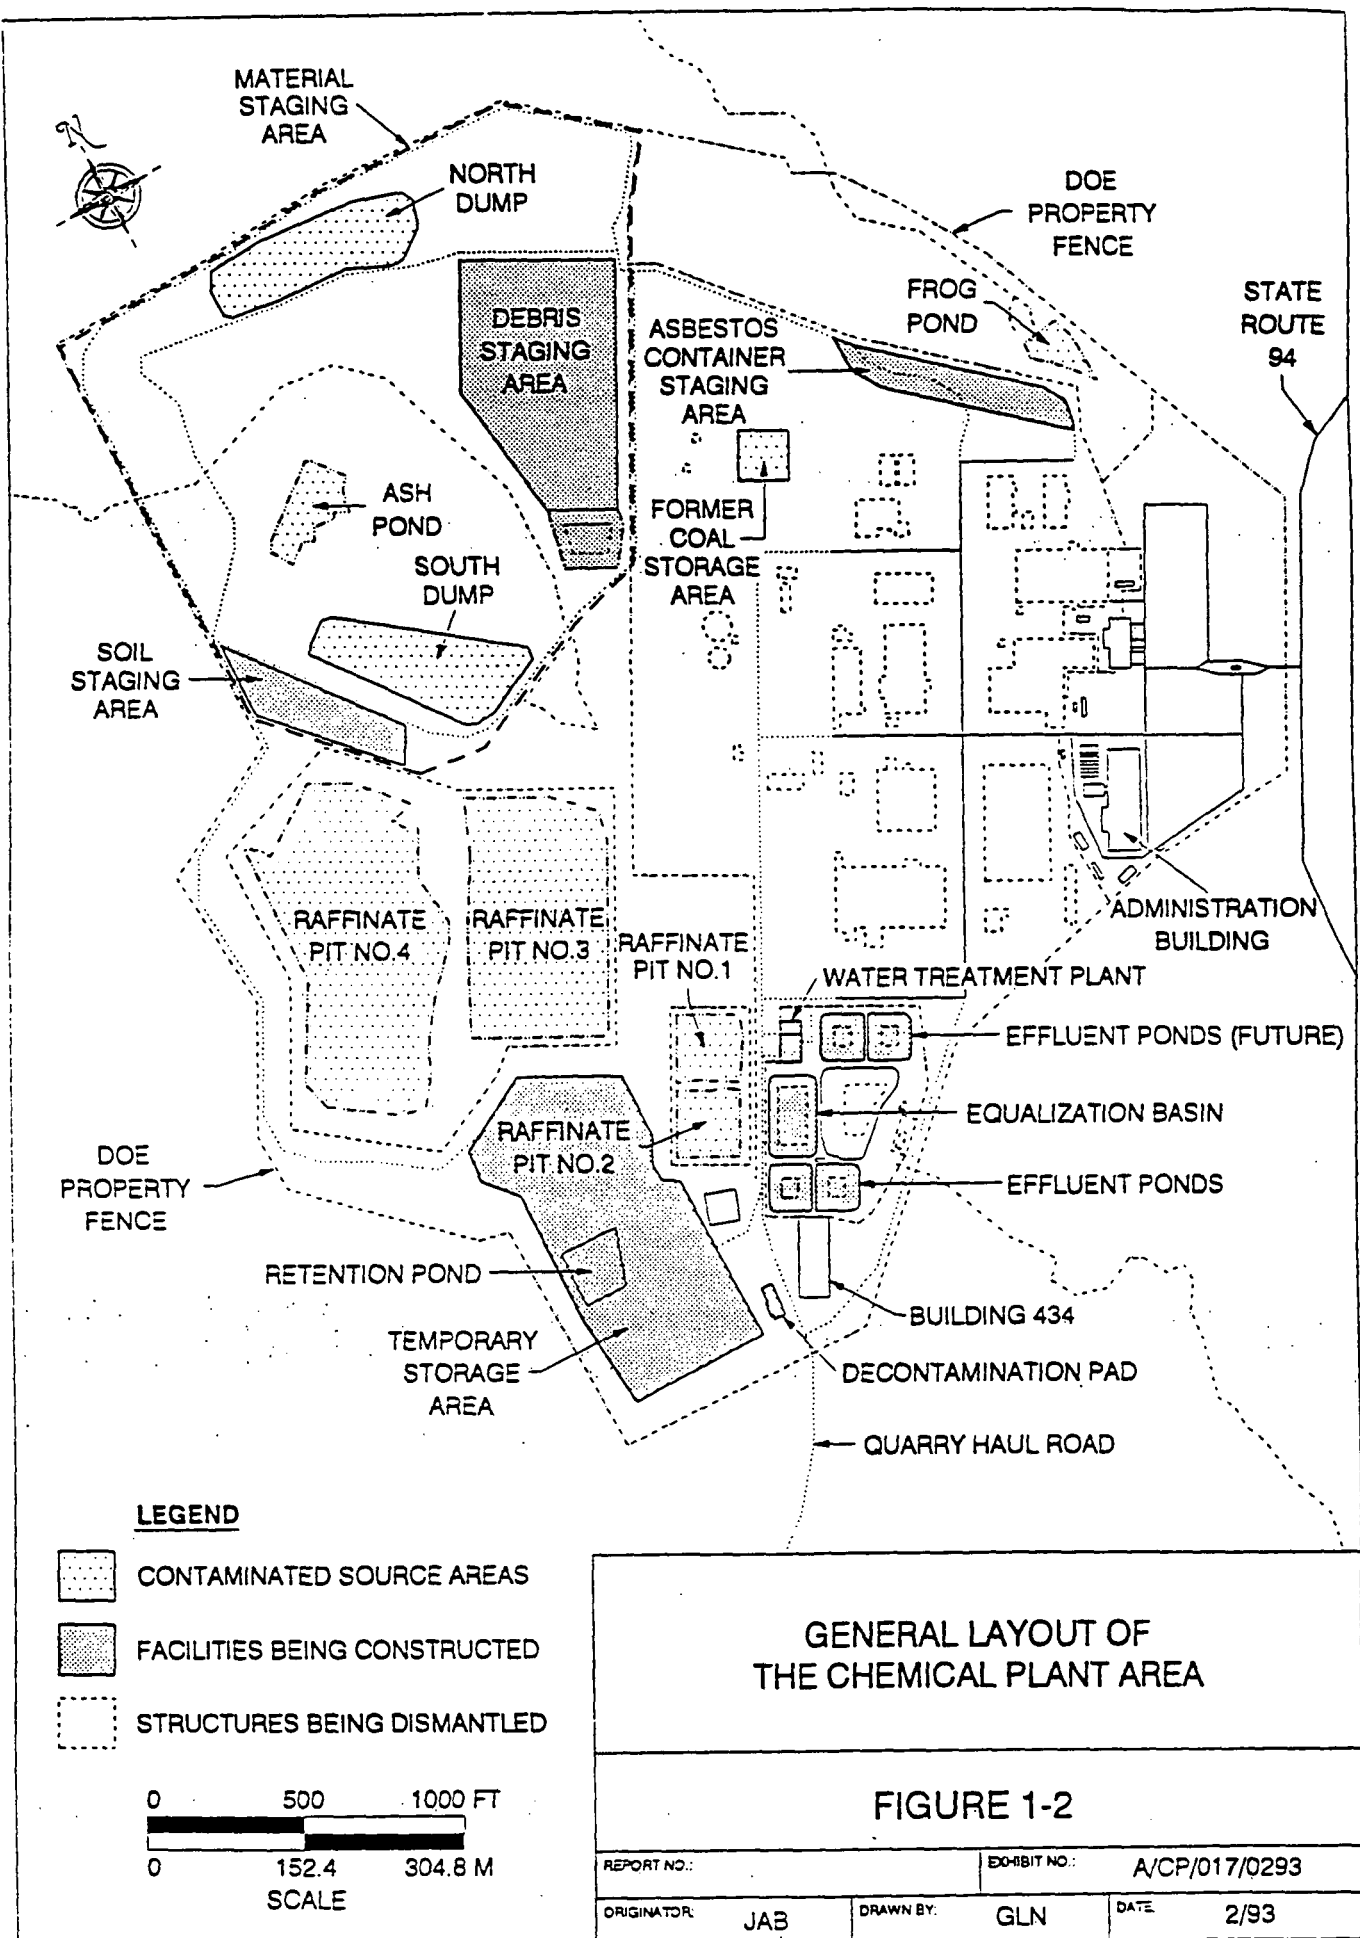 MATERIAL
STAGING
AREA
N
NORTH
DUMP
DOE
PROPERTY
FENCE
FROG
POND
STATE
ROUTE
94
DEBRIS
STAGING
AREA
ASBESTOS
CONTAINER
STAGING
AREA
ASH
POND
FORMER
COAL
STORAGE
AREA
SOUTH
DUMP
SOIL
STAGING
AREA
RAFFINATE
PIT NO.4
RAFFINATE
PIT NO.3
RAFFINATE
PIT NO.1
ADMINISTRATION
BUILDING
WATER TREATMENT PLANT
EFFLUENT PONDS (FUTURE)
EQUALIZATION BASIN
RAFFINATE
PIT NO.2
EFFLUENT PONDS
DOE
PROPERTY
FENCE
RETENTION POND
BUILDING 434
TEMPORARY
STORAGE
AREA
DECONTAMINATION PAD
QUARRY HAUL ROAD
LEGEND
CONTAMINATED SOURCE AREAS
FACILITIES BEING CONSTRUCTED
STRUCTURES BEING DISMANTLED
0 500 1000 FT
0 152.4 304.8 M
SCALE
GENERAL LAYOUT OF
THE CHEMICAL PLANT AREA
FIGURE 1-2
REPORT NO.: EXHIBIT NO.: A/CP/017/0293
ORIGINATOR: JAB DRAWN BY: GLN DATE 2/93